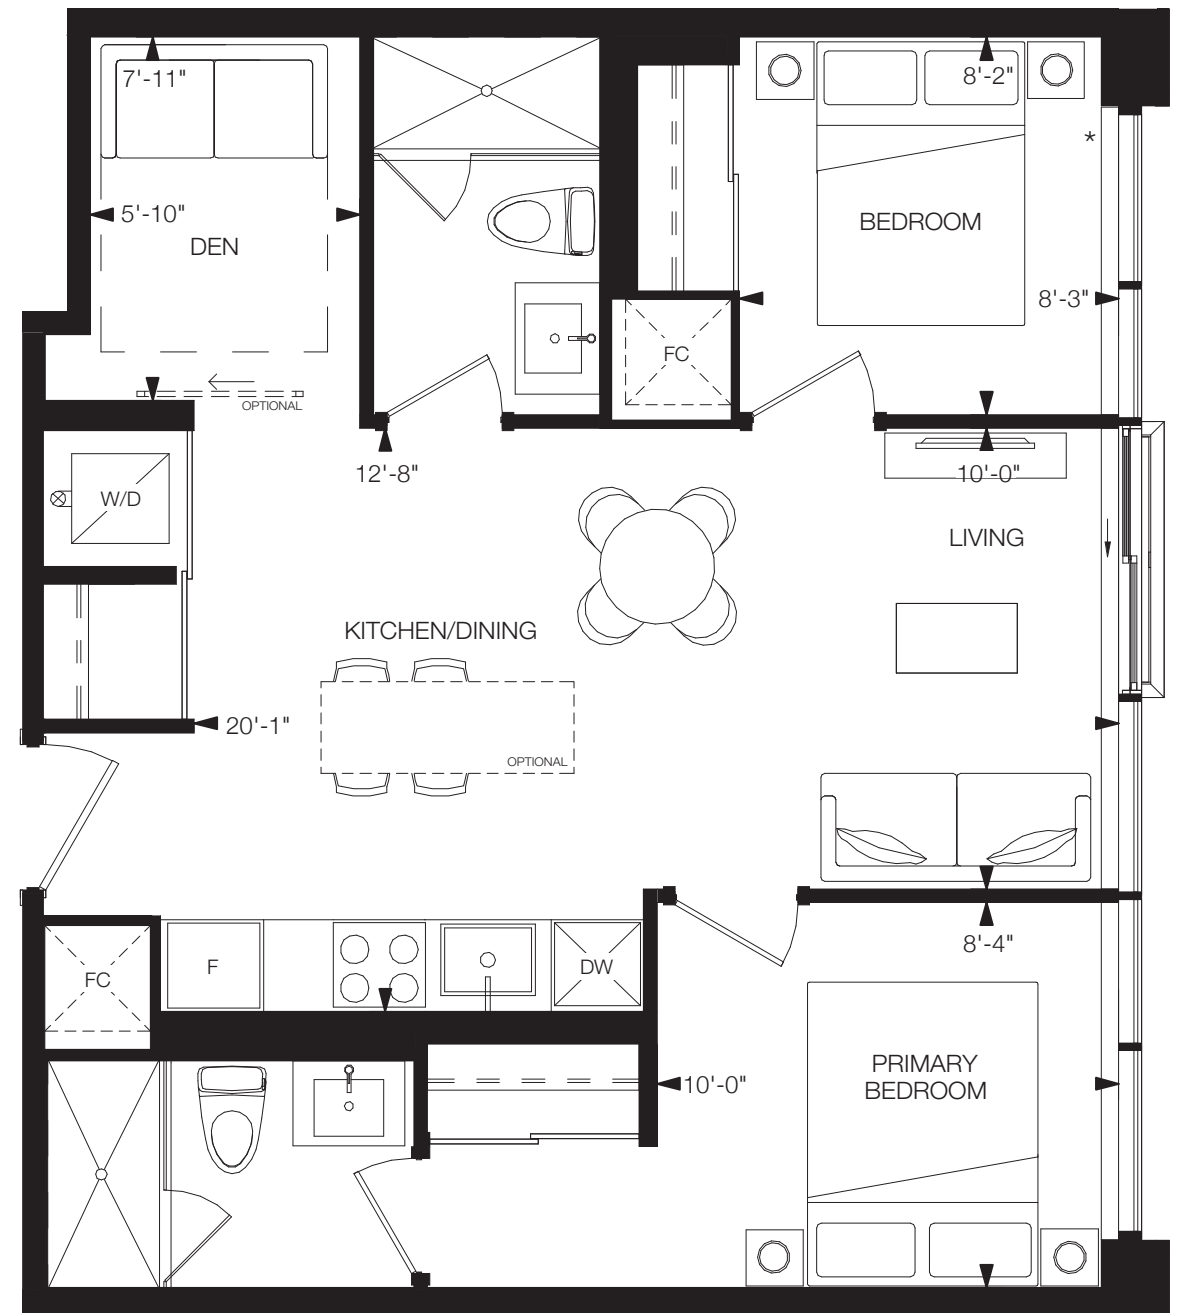 7'-11"
8'-2"
*
5'-10"
DEN
BEDROOM
8'-3"
FC
OPTIONAL
12'-8"
10'-0"
W/D
LIVING
KITCHEN/DINING
20'-1"
OPTIONAL
8'-4"
FC
F
DW
PRIMARY
BEDROOM
10'-0"